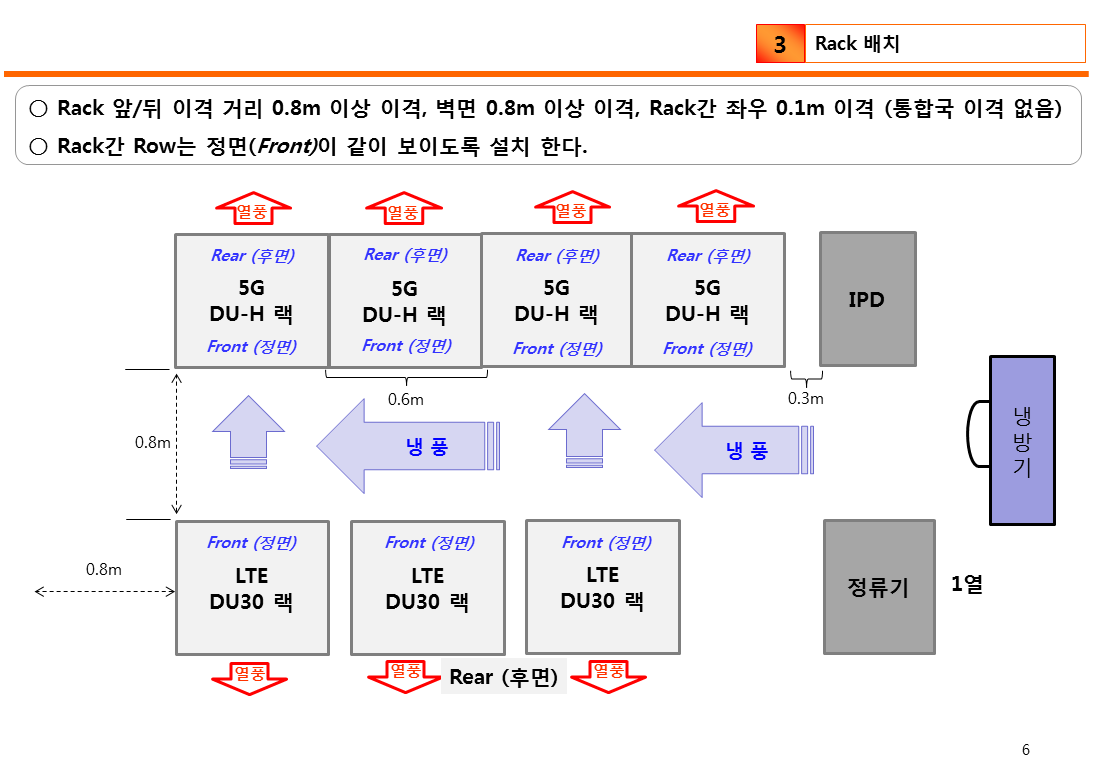 3
Rack 배치
○ Rack 앞/뒤 이격 거리 0.8m 이상 이격, 벽면 0.8m 이상 이격, Rack간 좌우 0.1m 이격 (통합국 이격 없음)
○ Rack간 Row는 정면(Front)이 같이 보이도록 설치 한다.
열풍
열풍
열풍
열풍
Rear (후면)
5G
DU-H 랙
Front (정면)
Rear (후면)
5G
DU-H 랙
Front (정면)
Rear (후면)
5G
DU-H 랙
Front (정면)
Rear (후면)
5G
DU-H 랙
Front (정면)
IPD
0.6m
0.3m
0.8m
냉 풍
냉 풍
냉
방
기
0.8m
Front (정면)
LTE
DU30 랙
Front (정면)
LTE
DU30 랙
Front (정면)
LTE
DU30 랙
정류기
1열
열풍
열풍
Rear (후면)
열풍
6